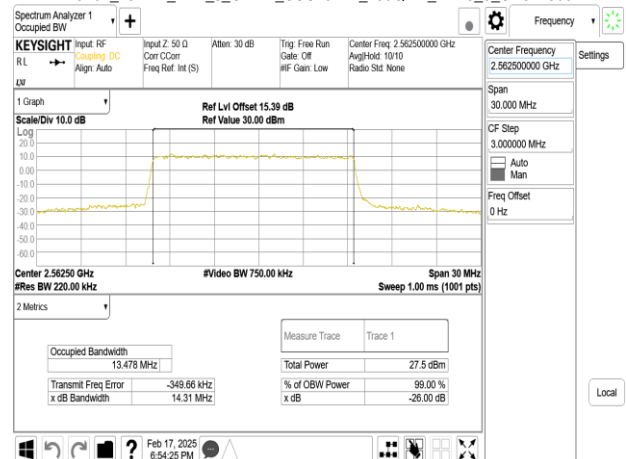 Spectrum Analyzer 1
Occupied BW
Frequency
KEYSIGHT
RL
LXI
Input: RF
Coupling: DC
Align: Auto
Input Z: 50 Ω
Corr CCorr
Freq Ref: Int (S)
Atten: 30 dB
Trig: Free Run
Gate: Off
#IF Gain: Low
Center Freq: 2.562500000 GHz
Avg|Hold: 10/10
Radio Std: None
Center Frequency
2.562500000 GHz
Settings
Span
30.000 MHz
CF Step
3.000000 MHz
Auto
Man
Freq Offset
0 Hz
Local
1 Graph
Scale/Div 10.0 dB
Ref Lvl Offset 15.39 dB
Ref Value 30.00 dBm
Log
20.0
10.0
0.00
-10.0
-20.0
-30.0
-40.0
-50.0
-60.0
Center 2.56250 GHz
#Video BW 750.00 kHz
Span 30 MHz
#Res BW 220.00 kHz
Sweep 1.00 ms (1001 pts)
2 Metrics
Measure Trace Trace 1
Occupied Bandwidth
13.478 MHz
Total Power 27.5 dBm
Transmit Freq Error -349.66 kHz
% of OBW Power 99.00 %
x dB Bandwidth 14.31 MHz
x dB -26.00 dB
Feb 17, 2025
6:54:25 PM